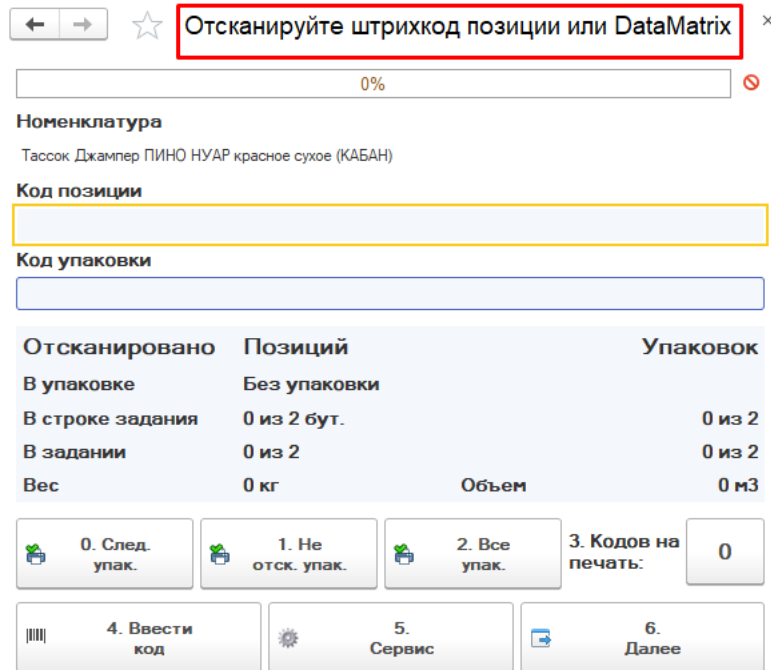 Отсканируйте штрихкод позиции или DataMatrix
0%
Номенклатура
Тассок Джампер ПИНО НУАР красное сухое (КАБАН)
Код позиции
Код упаковки
Отсканировано Позиций Упаковок
В упаковке Без упаковки
В строке задания 0 из 2 бут. 0 из 2
В задании 0 из 2 0 из 2
Вес 0 кг Объем 0 м3
0. След.
упак.
1. Не
отск. упак.
2. Все
упак.
3. Кодов на
печать:
0
4. Ввести
код
5.
Сервис
6.
Далее